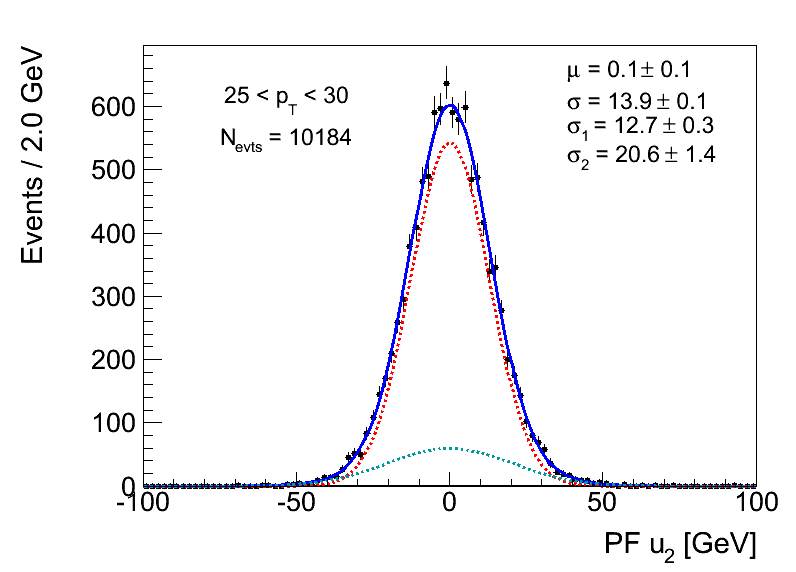 Events / 2.0 GeV
25 < p_T < 30
N_evts = 10184
μ = 0.1 ± 0.1
σ = 13.9 ± 0.1
σ_1 = 12.7 ± 0.3
σ_2 = 20.6 ± 1.4
600
500
400
300
200
100
0
-100 -50 0 50 100
PF u_2 [GeV]